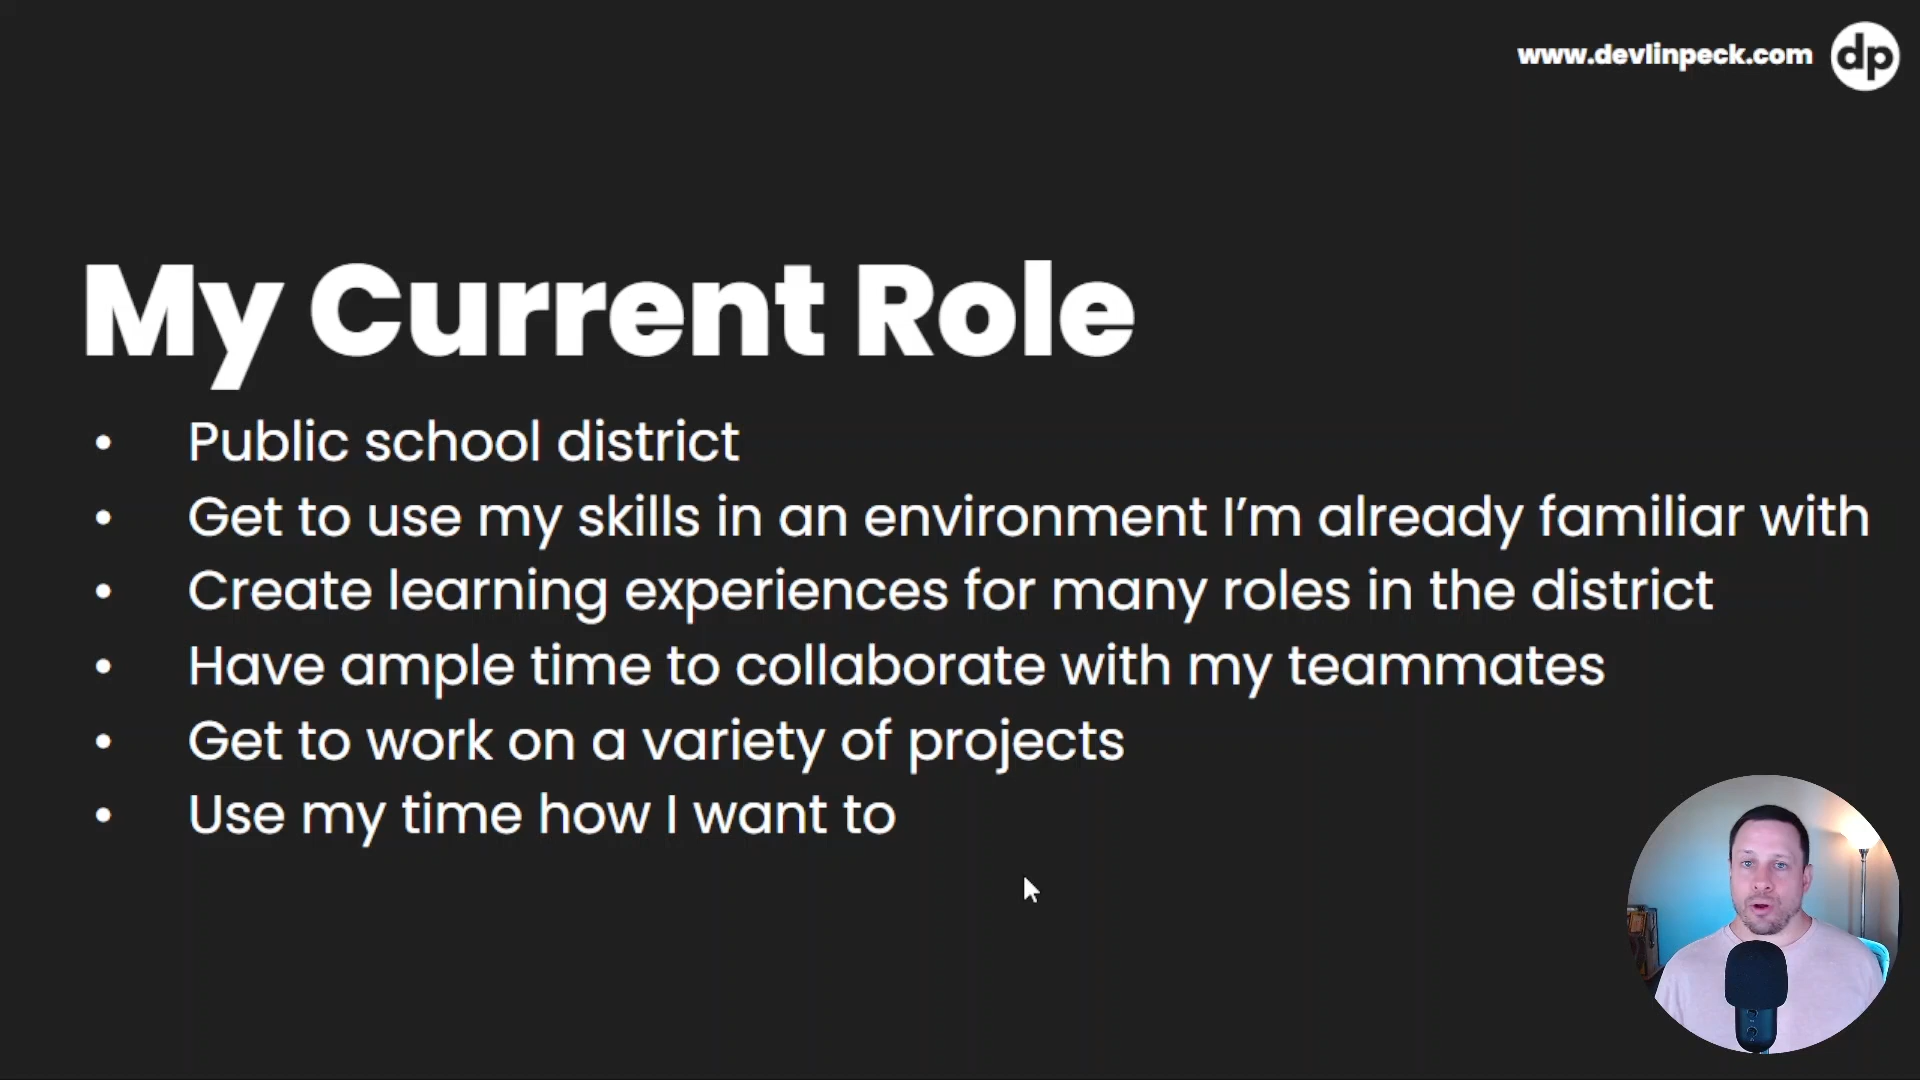 www.devlinpeck.com dp
My Current Role
• Public school district
• Get to use my skills in an environment I’m already familiar with
• Create learning experiences for many roles in the district
• Have ample time to collaborate with my teammates
• Get to work on a variety of projects
• Use my time how I want to